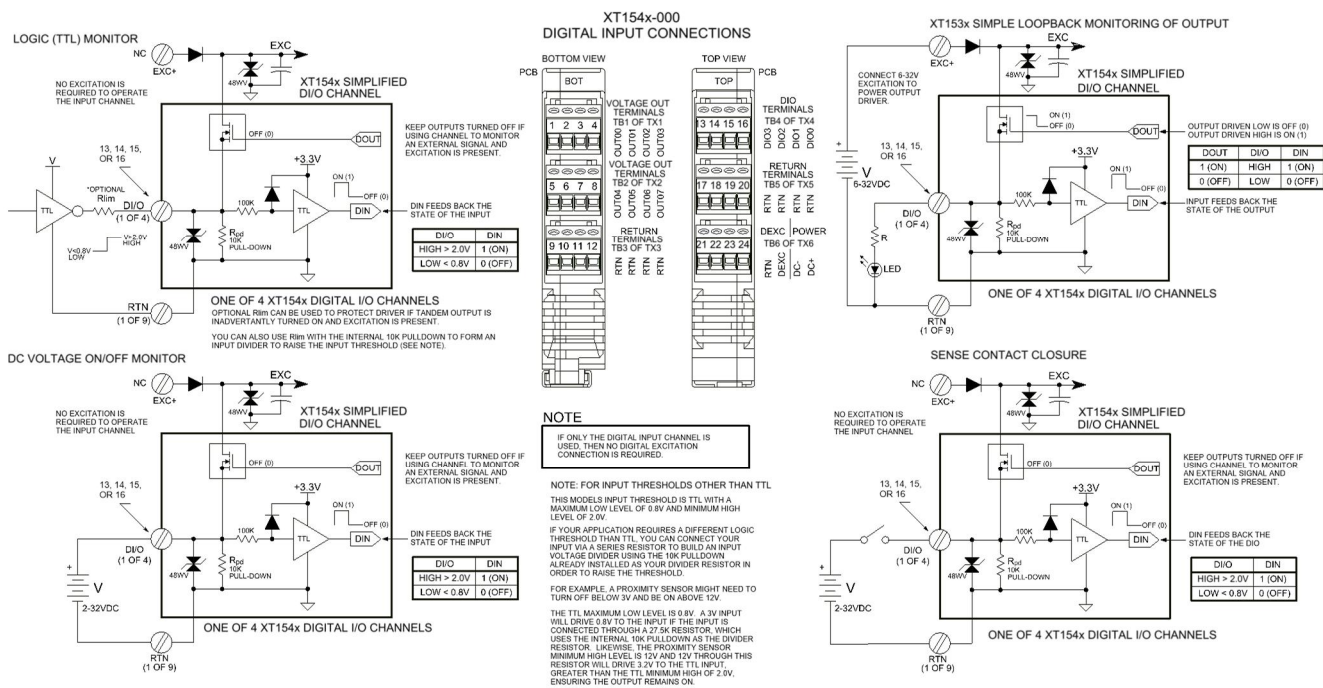 XT154x-000
DIGITAL INPUT CONNECTIONS
LOGIC (TTL) MONITOR
NC
EXC+
EXC
48WV
NO EXCITATION IS
REQUIRED TO OPERATE
THE INPUT CHANNEL
XT154x SIMPLIFIED
DI/O CHANNEL
OFF (0)
DOUT
KEEP OUTPUTS TURNED OFF IF
USING CHANNEL TO MONITOR
AN EXTERNAL SIGNAL AND
EXCITATION IS PRESENT.
13, 14, 15,
OR 16
V
*OPTIONAL
Rlim
TTL
DI/O
(1 OF 4)
V>2.0V
HIGH
V<0.8V
LOW
+3.3V
ON (1)
OFF (0)
100K
TTL
DIN
DIN FEEDS BACK THE
STATE OF THE INPUT
48WV
Rpd
10K
PULL-DOWN
DI/O DIN
HIGH > 2.0V 1 (ON)
LOW < 0.8V 0 (OFF)
RTN
(1 OF 9)
ONE OF 4 XT154x DIGITAL I/O CHANNELS
OPTIONAL Rlim CAN BE USED TO PROTECT DRIVER IF TANDEM OUTPUT IS
INADVERTANTLY TURNED ON AND EXCITATION IS PRESENT.
YOU CAN ALSO USE Rlim WITH THE INTERNAL 10K PULLDOWN TO FORM AN
INPUT DIVIDER TO RAISE THE INPUT THRESHOLD (SEE NOTE).
DC VOLTAGE ON/OFF MONITOR
NC
EXC+
EXC
48WV
NO EXCITATION IS
REQUIRED TO OPERATE
THE INPUT CHANNEL
XT154x SIMPLIFIED
DI/O CHANNEL
OFF (0)
DOUT
KEEP OUTPUTS TURNED OFF IF
USING CHANNEL TO MONITOR
AN EXTERNAL SIGNAL AND
EXCITATION IS PRESENT.
13, 14, 15,
OR 16
DI/O
(1 OF 4)
+3.3V
ON (1)
OFF (0)
100K
TTL
DIN
DIN FEEDS BACK THE
STATE OF THE INPUT
48WV
Rpd
10K
PULL-DOWN
DI/O DIN
HIGH > 2.0V 1 (ON)
LOW < 0.8V 0 (OFF)
+
V
2-32VDC
ONE OF 4 XT154x DIGITAL I/O CHANNELS
RTN
(1 OF 9)
BOTTOM VIEW
PCB
BOT
VOLTAGE OUT
TERMINALS
TB1 OF TX1
1 2 3 4
OUT00
OUT01
OUT02
OUT03
VOLTAGE OUT
TERMINALS
TB2 OF TX2
5 6 7 8
OUT04
OUT05
OUT06
OUT07
RETURN
TERMINALS
TB3 OF TX3
9 10 11 12
RTN
RTN
RTN
RTN
TOP VIEW
PCB
TOP
DIO
TERMINALS
TB4 OF TX4
13 14 15 16
DIO3
DIO2
DIO1
DIO0
RETURN
TERMINALS
TB5 OF TX5
17 18 19 20
RTN
RTN
RTN
RTN
DEXC POWER
TB6 OF TX6
21 22 23 24
RTN
DEXC
DC-
DC+
NOTE
IF ONLY THE DIGITAL INPUT CHANNEL IS
USED, THEN NO DIGITAL EXCITATION
CONNECTION IS REQUIRED.
NOTE: FOR INPUT THRESHOLDS OTHER THAN TTL
THIS MODELS INPUT THRESHOLD IS TTL WITH A
MAXIMUM LOW LEVEL OF 0.8V AND MINIMUM HIGH
LEVEL OF 2.0V.
IF YOUR APPLICATION REQUIRES A DIFFERENT LOGIC
THRESHOLD THAN TTL, YOU CAN CONNECT YOUR
INPUT VIA A SERIES RESISTOR TO BUILD AN INPUT
VOLTAGE DIVIDER USING THE 10K PULLDOWN
ALREADY INSTALLED AS YOUR DIVIDER RESISTOR IN
ORDER TO RAISE THE THRESHOLD.
FOR EXAMPLE, A PROXIMITY SENSOR MIGHT NEED TO
TURN OFF BELOW 3V AND BE ON ABOVE 12V.
THE TTL MAXIMUM LOW LEVEL IS 0.8V. A 3V INPUT
WILL DRIVE 0.8V TO THE INPUT IF THE INPUT IS
CONNECTED THROUGH A 27.5K RESISTOR, WHICH
USES THE INTERNAL 10K PULLDOWN AS THE DIVIDER
RESISTOR. LIKEWISE, THE PROXIMITY SENSOR
MINIMUM HIGH LEVEL IS 12V AND 12V THROUGH THIS
RESISTOR WILL DRIVE 3.2V TO THE TTL INPUT,
GREATER THAN THE TTL MINIMUM HIGH OF 2.0V,
ENSURING THE OUTPUT REMAINS ON.
XT153x SIMPLE LOOPBACK MONITORING OF OUTPUT
EXC+
EXC
48WV
CONNECT 6-32V
EXCITATION TO
POWER OUTPUT
DRIVER.
XT154x SIMPLIFIED
DI/O CHANNEL
ON (1)
OFF (0)
DOUT
OUTPUT DRIVEN LOW IS OFF (0)
OUTPUT DRIVEN HIGH IS ON (1)
DOUT DI/O DIN
1 (ON) HIGH 1 (ON)
0 (OFF) LOW 0 (OFF)
13, 14, 15,
OR 16
+
V
6-32VDC
DI/O
(1 OF 4)
+3.3V
ON (1)
OFF (0)
100K
TTL
DIN
INPUT FEEDS BACK THE
STATE OF THE OUTPUT
48WV
Rpd
10K
PULL-DOWN
R
LED
ONE OF 4 XT154x DIGITAL I/O CHANNELS
RTN
(1 OF 9)
SENSE CONTACT CLOSURE
NC
EXC+
EXC
48WV
NO EXCITATION IS
REQUIRED TO OPERATE
THE INPUT CHANNEL
XT154x SIMPLIFIED
DI/O CHANNEL
OFF (0)
DOUT
KEEP OUTPUTS TURNED OFF IF
USING CHANNEL TO MONITOR
AN EXTERNAL SIGNAL AND
EXCITATION IS PRESENT.
13, 14, 15,
OR 16
DI/O
(1 OF 4)
+3.3V
ON (1)
OFF (0)
100K
TTL
DIN
DIN FEEDS BACK THE
STATE OF THE DIO
48WV
Rpd
10K
PULL-DOWN
DI/O DIN
HIGH > 2.0V 1 (ON)
LOW < 0.8V 0 (OFF)
+
V
2-32VDC
ONE OF 4 XT154x DIGITAL I/O CHANNELS
RTN
(1 OF 9)